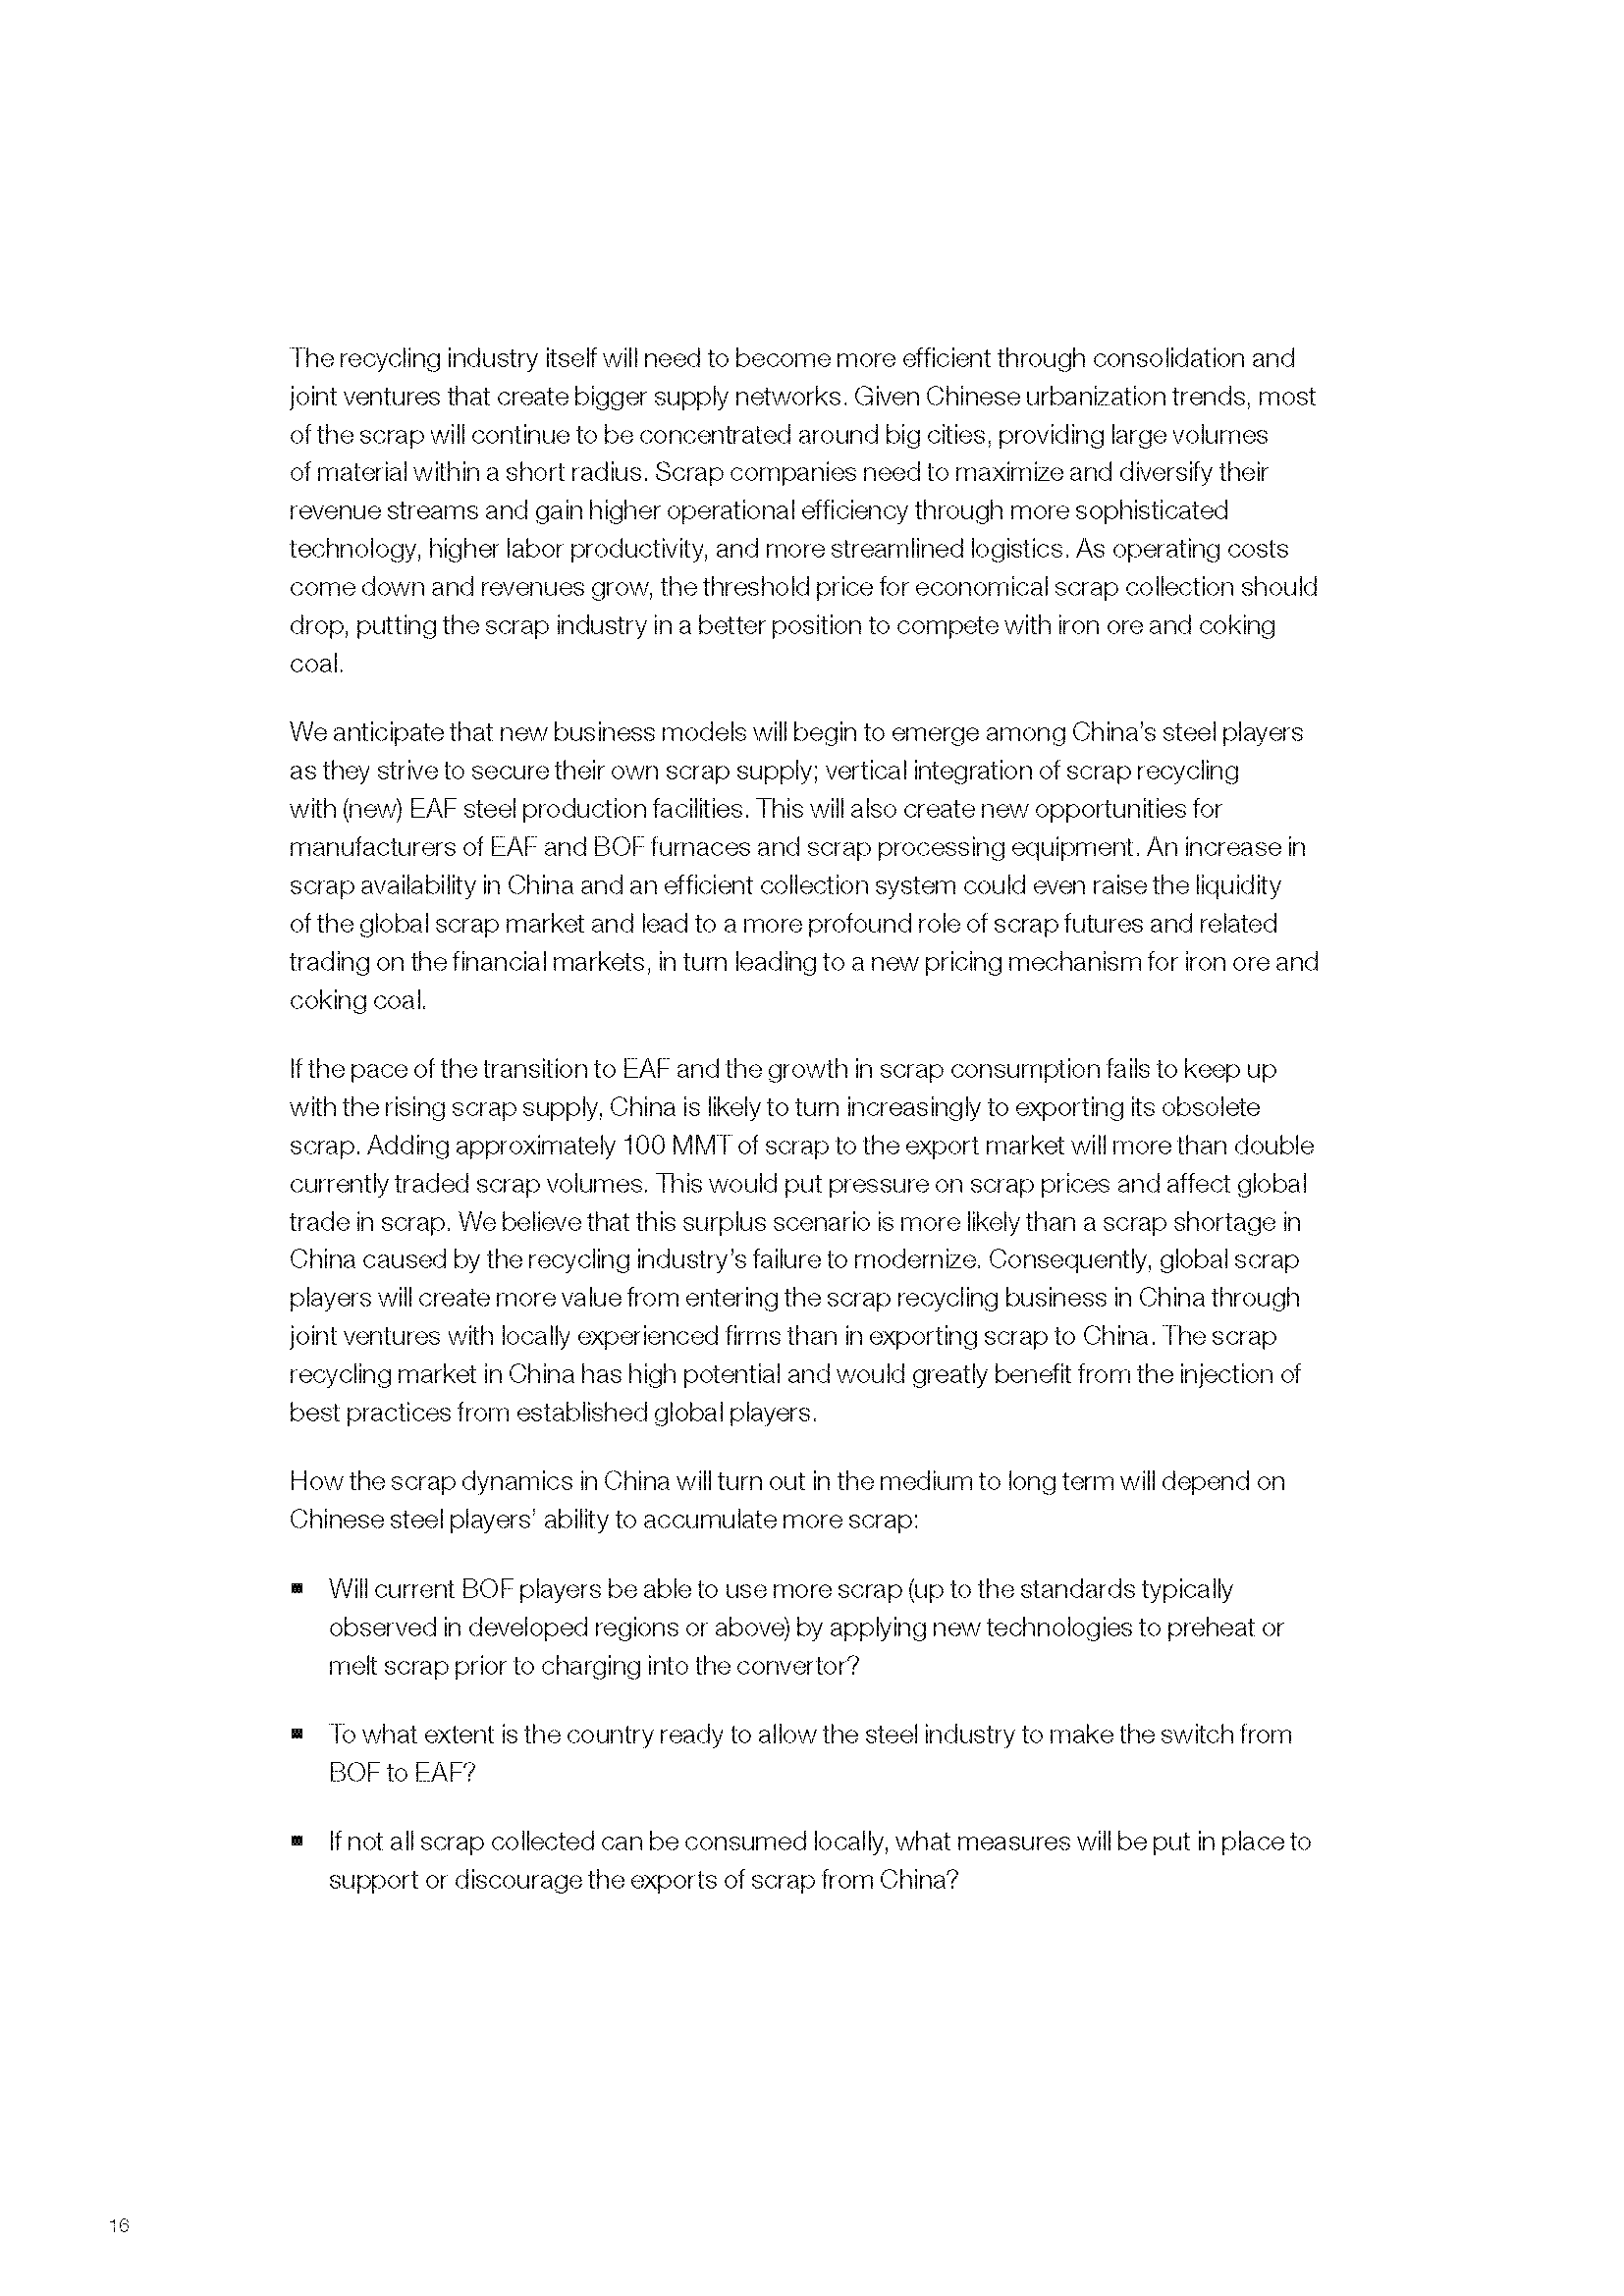 The recycling industry itself will need to become more efficient through consolidation and
joint ventures that create bigger supply networks. Given Chinese urbanization trends, most
of the scrap will continue to be concentrated around big cities, providing large volumes
of material within a short radius. Scrap companies need to maximize and diversify their
revenue streams and gain higher operational efficiency through more sophisticated
technology, higher labor productivity, and more streamlined logistics. As operating costs
come down and revenues grow, the threshold price for economical scrap collection should
drop, putting the scrap industry in a better position to compete with iron ore and coking
coal.
We anticipate that new business models will begin to emerge among China's steel players
as they strive to secure their own scrap supply; vertical integration of scrap recycling
with (new) EAF steel production facilities. This will also create new opportunities for
manufacturers of EAF and BOF furnaces and scrap processing equipment. An increase in
scrap availability in China and an efficient collection system could even raise the liquidity
of the global scrap market and lead to a more profound role of scrap futures and related
trading on the financial markets, in turn leading to a new pricing mechanism for iron ore and
coking coal.
If the pace of the transition to EAF and the growth in scrap consumption fails to keep up
with the rising scrap supply, China is likely to turn increasingly to exporting its obsolete
scrap. Adding approximately 100 MMT of scrap to the export market will more than double
currently traded scrap volumes. This would put pressure on scrap prices and affect global
trade in scrap. We believe that this surplus scenario is more likely than a scrap shortage in
China caused by the recycling industry's failure to modernize. Consequently, global scrap
players will create more value from entering the scrap recycling business in China through
joint ventures with locally experienced firms than in exporting scrap to China. The scrap
recycling market in China has high potential and would greatly benefit from the injection of
best practices from established global players.
How the scrap dynamics in China will turn out in the medium to long term will depend on
Chinese steel players' ability to accumulate more scrap:
▪ Will current BOF players be able to use more scrap (up to the standards typically
observed in developed regions or above) by applying new technologies to preheat or
melt scrap prior to charging into the convertor?
▪ To what extent is the country ready to allow the steel industry to make the switch from
BOF to EAF?
▪ If not all scrap collected can be consumed locally, what measures will be put in place to
support or discourage the exports of scrap from China?
16